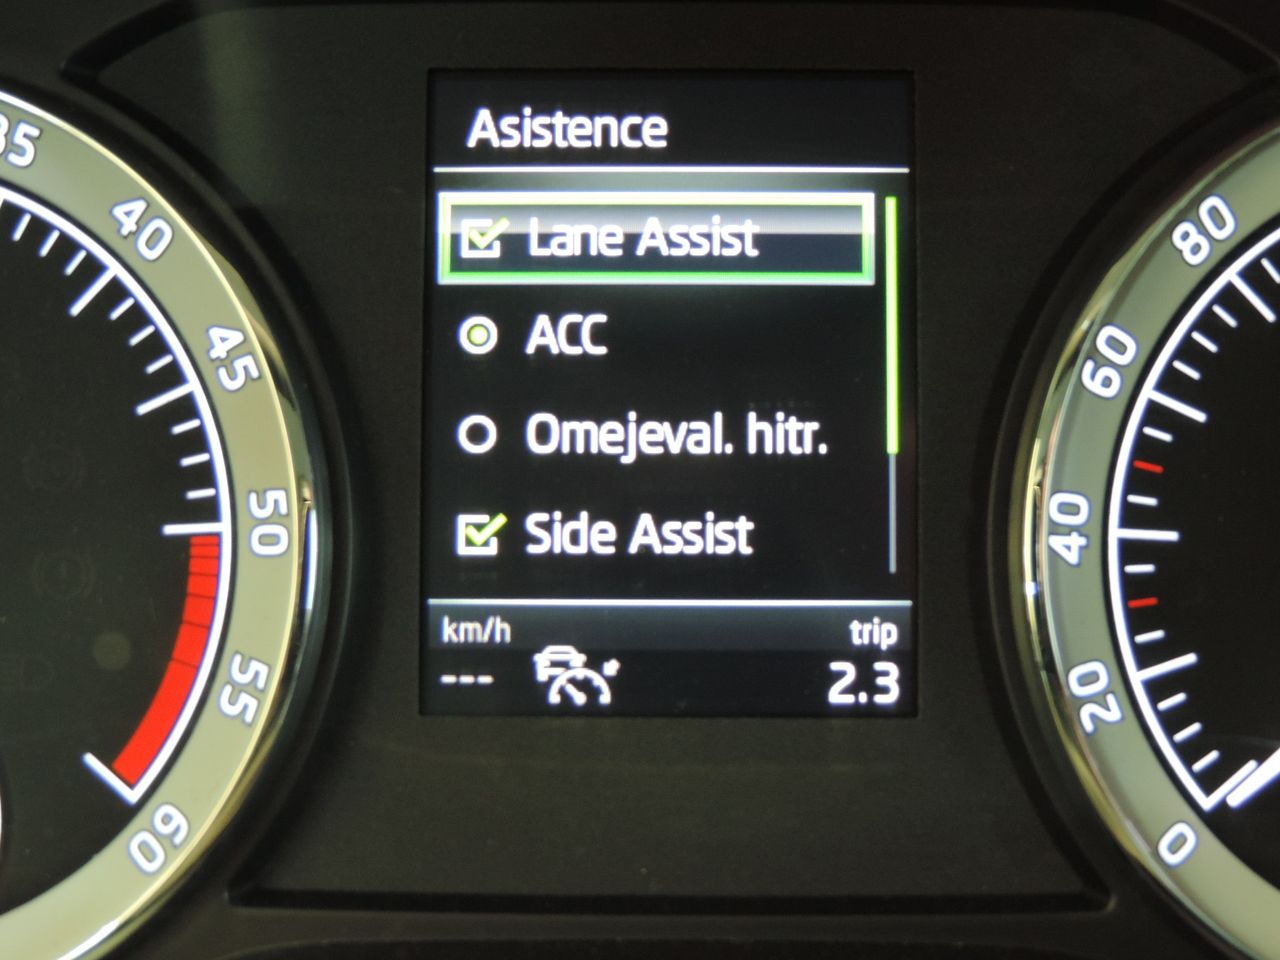 Asistence
Lane Assist
ACC
Omejeval. hitr.
Side Assist
km/h
trip
---
2.3
35
40
45
50
55
60
80
60
40
20
0